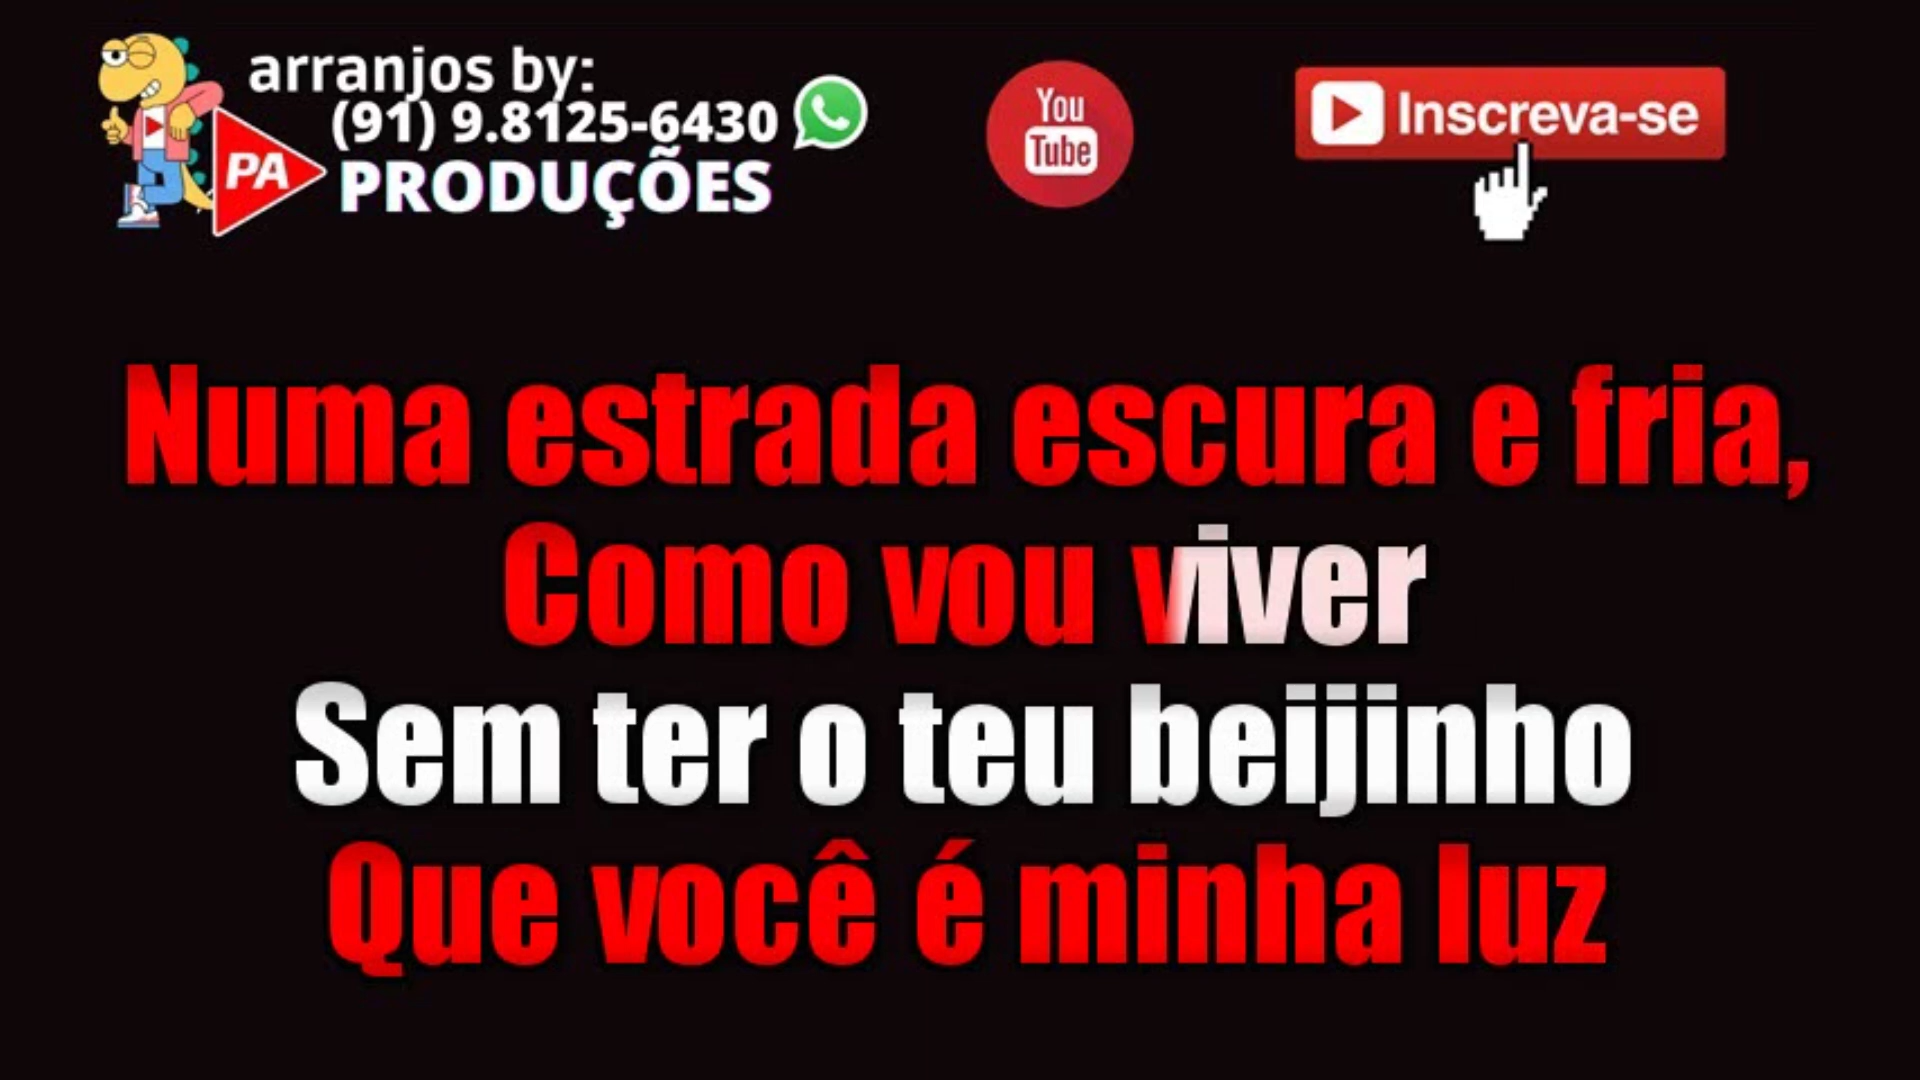 arranjos by:
(91) 9.8125-6430
PA PRODUÇÕES
You
Tube
Inscreva-se
Numa estrada escura e fria,
Como vou viver
Sem ter o teu beijinho
Que você é minha luz